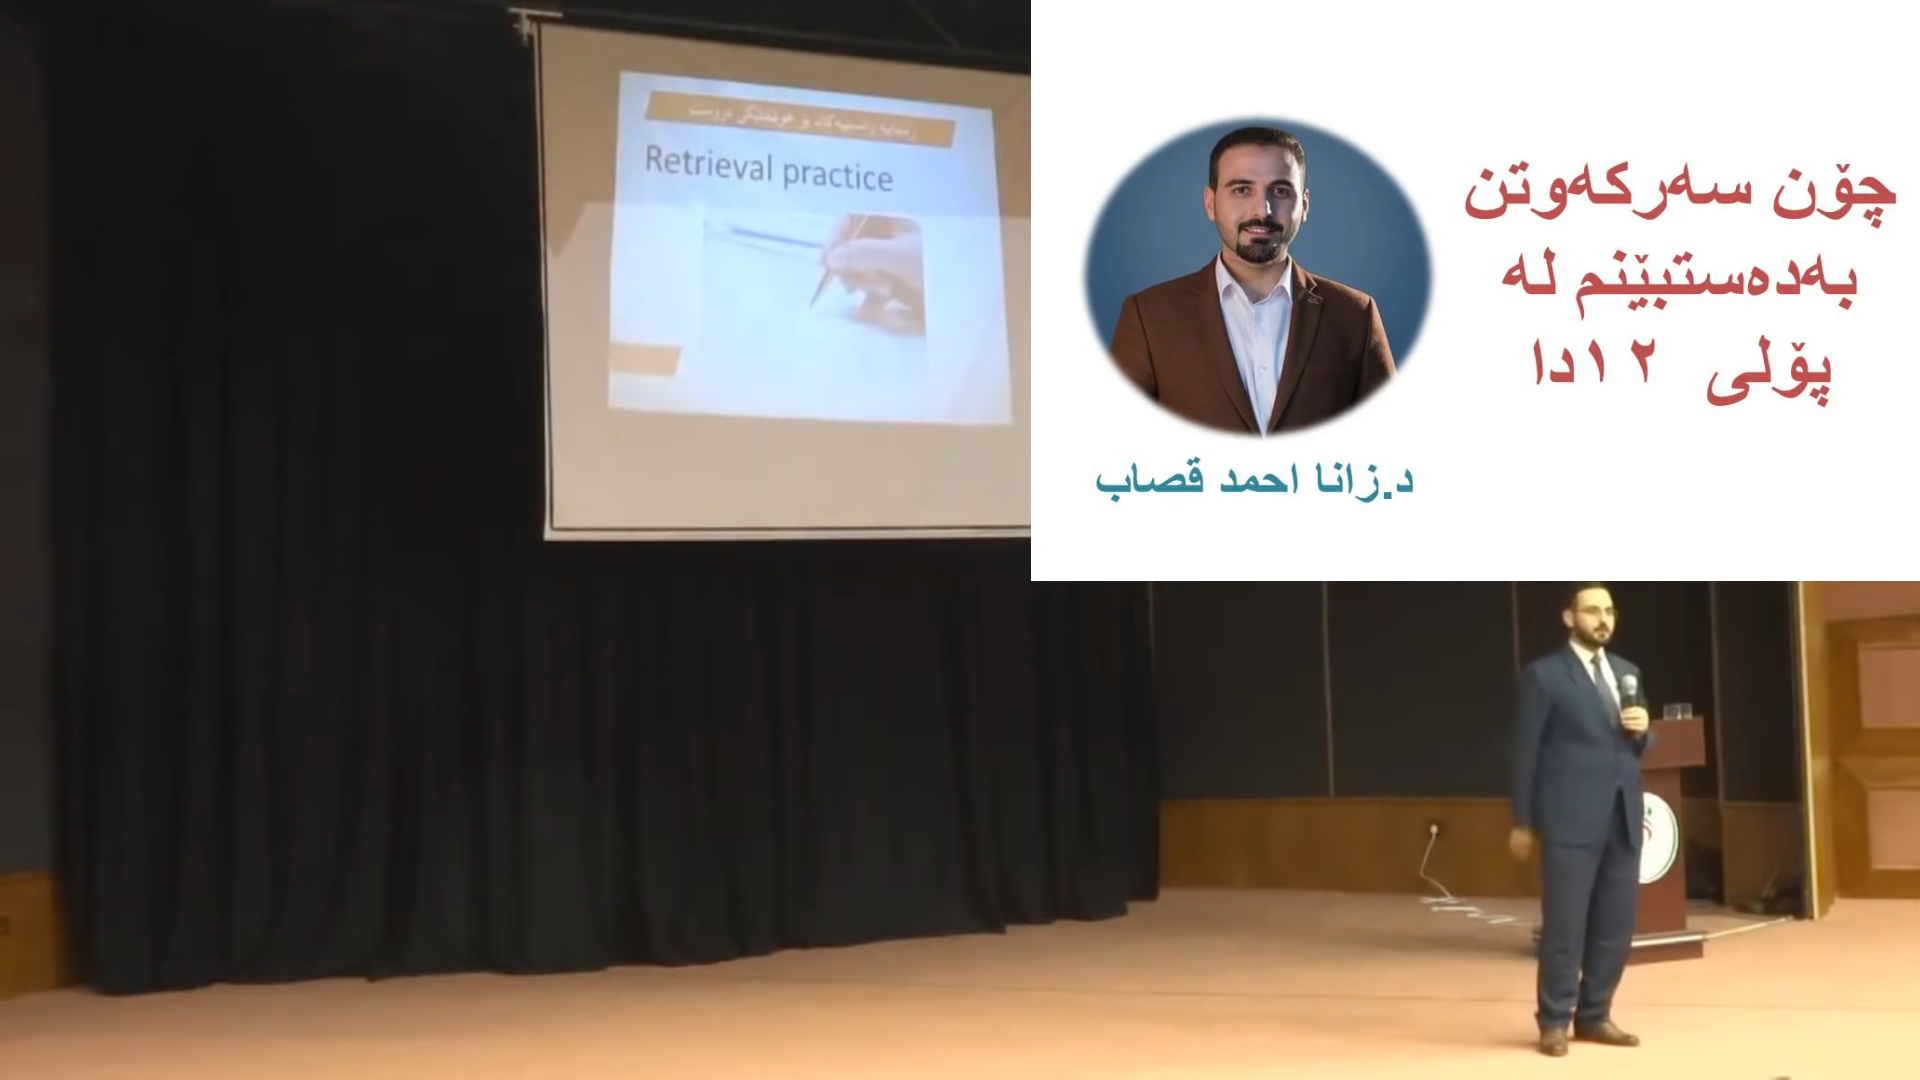 Retrieval practice
چۆن سەرکەوتن
بەدەستبێنم لە
پۆلی ١٢دا
د.زانا احمد قصاب